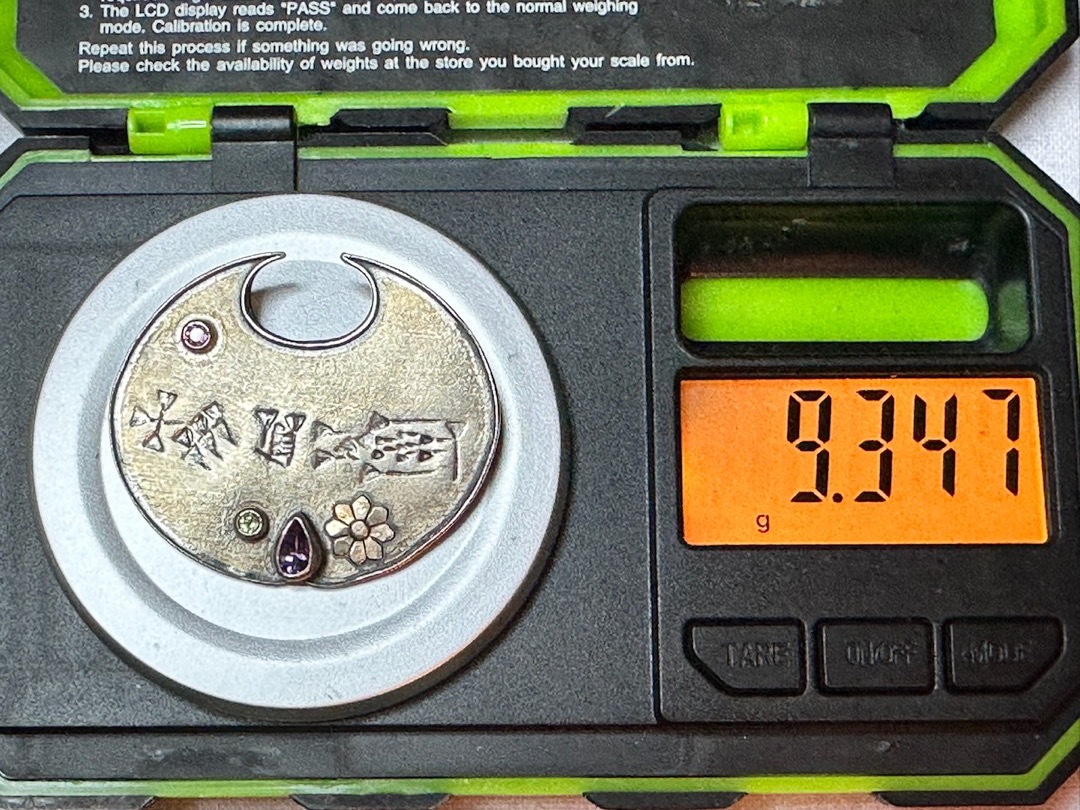 3. The LCD display reads "PASS" and come back to the normal weighing
mode. Calibration is complete.
Repeat this process if something was going wrong.
Please check the availability of weights at the store you bought your scale from.
9.347
g
TARE ON/OFF MODE